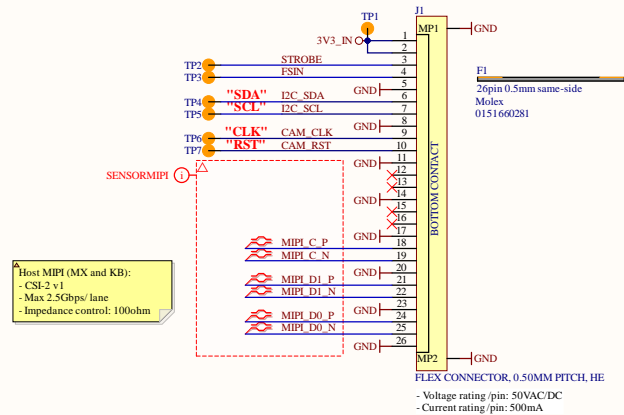 J1
TP1
MP1
GND
3V3_IN
1
2
TP2
STROBE
3
TP3
FSIN
4
GND
5
TP4
"SDA"
I2C_SDA
6
TP5
"SCL"
I2C_SCL
7
GND
8
TP6
"CLK"
CAM_CLK
9
TP7
"RST"
CAM_RST
10
GND
11
SENSORMIPI
i
12
13
GND
14
15
16
GND
17
MIPI_C_P
18
MIPI_C_N
19
GND
20
MIPI_D1_P
21
MIPI_D1_N
22
GND
23
MIPI_D0_P
24
MIPI_D0_N
25
GND
26
BOTTOM CONTACT
MP2
GND
F1
26pin 0.5mm same-side
Molex
0151660281
Host MIPI (MX and KB):
- CSI-2 v1
- Max 2.5Gbps/ lane
- Impedance control: 100ohm
FLEX CONNECTOR, 0.50MM PITCH, HE
- Voltage rating /pin: 50VAC/DC
- Current rating /pin: 500mA